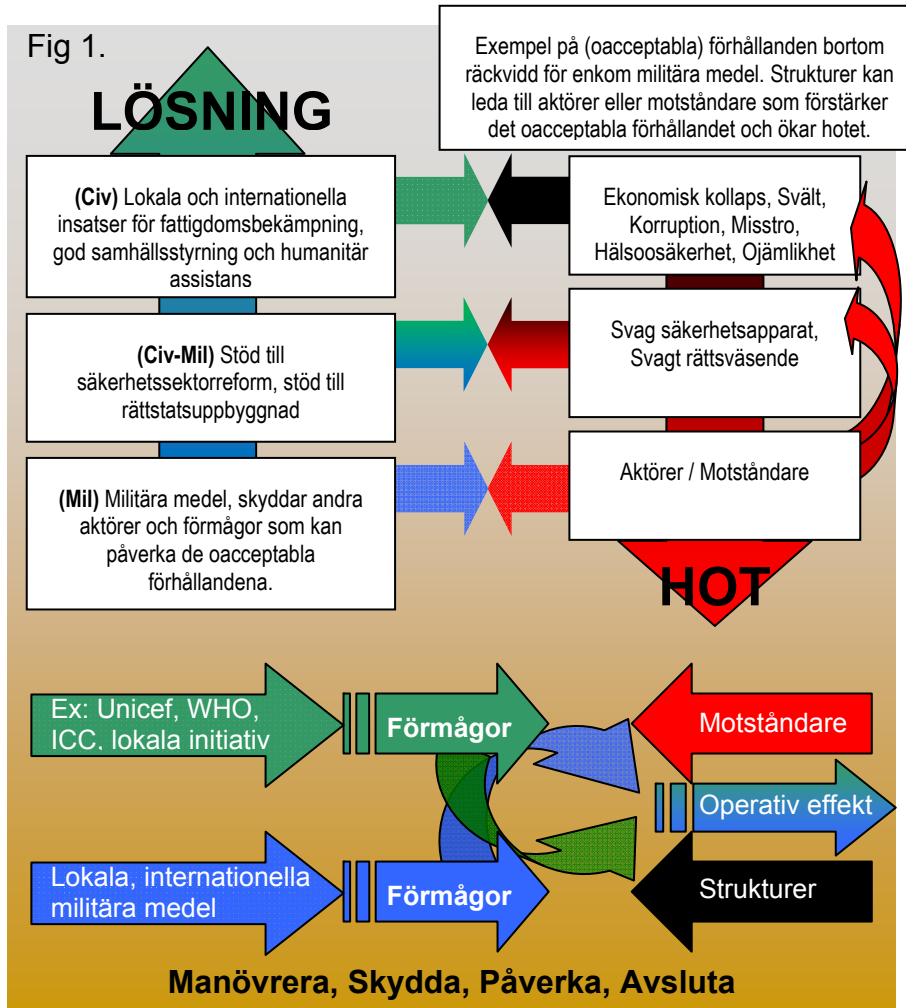 Fig 1.
Exempel på (oacceptabla) förhållanden bortom
räckvidd för enkom militära medel. Strukturer kan
leda till aktörer eller motståndare som förstärker
det oacceptabla förhållandet och ökar hotet.
LÖSNING
(Civ) Lokala och internationella
insatser för fattigdomsbekämpning,
god samhällsstyrning och humanitär
assistans
Ekonomisk kollaps, Svält,
Korruption, Misstro,
Hälsoosäkerhet, Ojämlikhet
(Civ-Mil) Stöd till
säkerhetssektorreform, stöd till
rättstatsuppbyggnad
Svag säkerhetsapparat,
Svagt rättsväsende
(Mil) Militära medel, skyddar andra
aktörer och förmågor som kan
påverka de oacceptabla
förhållandena.
Aktörer / Motståndare
HOT
Ex: Unicef, WHO,
ICC, lokala initiativ
Förmågor
Motståndare
Operativ effekt
Lokala, internationella
militära medel
Förmågor
Strukturer
Manövrera, Skydda, Påverka, Avsluta